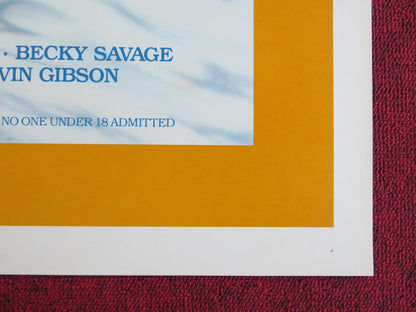 · BECKY SAVAGE
VIN GIBSON
NO ONE UNDER 18 ADMITTED